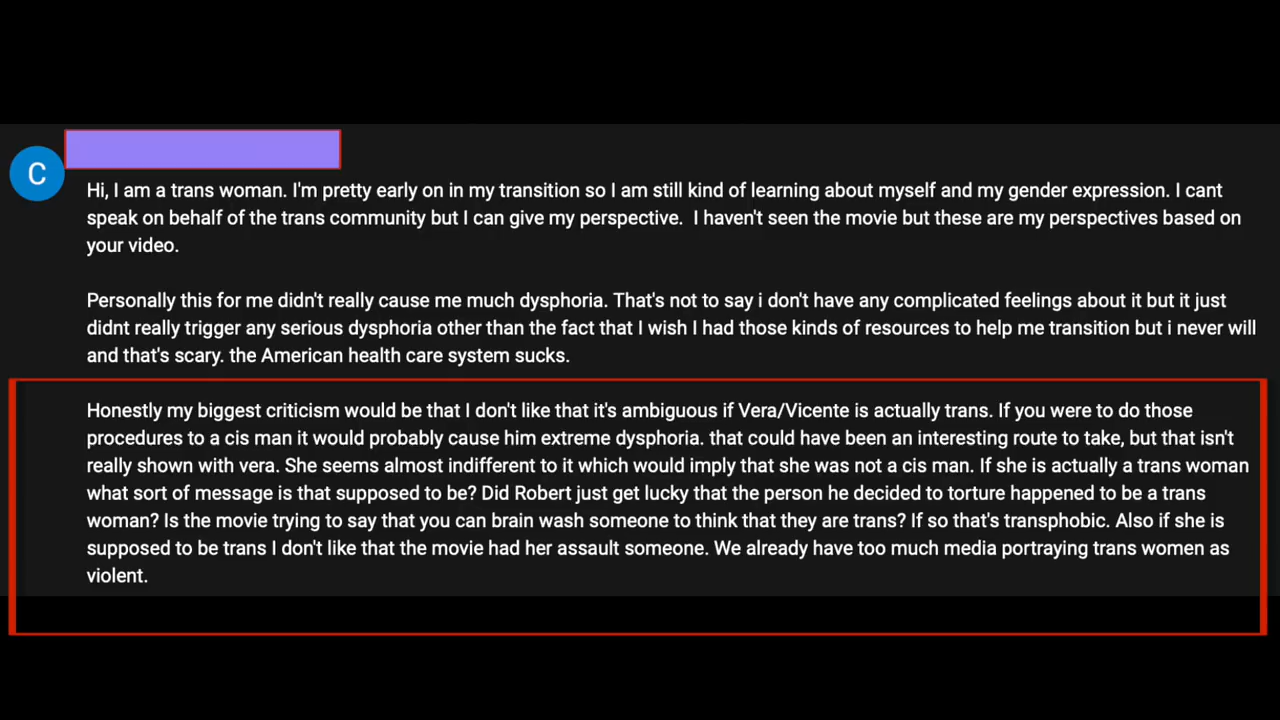 C
Hi, I am a trans woman. I'm pretty early on in my transition so I am still kind of learning about myself and my gender expression. I cant
speak on behalf of the trans community but I can give my perspective.  I haven't seen the movie but these are my perspectives based on
your video.
Personally this for me didn't really cause me much dysphoria. That's not to say i don't have any complicated feelings about it but it just
didnt really trigger any serious dysphoria other than the fact that I wish I had those kinds of resources to help me transition but i never will
and that's scary. the American health care system sucks.
Honestly my biggest criticism would be that I don't like that it's ambiguous if Vera/Vicente is actually trans. If you were to do those
procedures to a cis man it would probably cause him extreme dysphoria. that could have been an interesting route to take, but that isn't
really shown with vera. She seems almost indifferent to it which would imply that she was not a cis man. If she is actually a trans woman
what sort of message is that supposed to be? Did Robert just get lucky that the person he decided to torture happened to be a trans
woman? Is the movie trying to say that you can brain wash someone to think that they are trans? If so that's transphobic. Also if she is
supposed to be trans I don't like that the movie had her assault someone. We already have too much media portraying trans women as
violent.